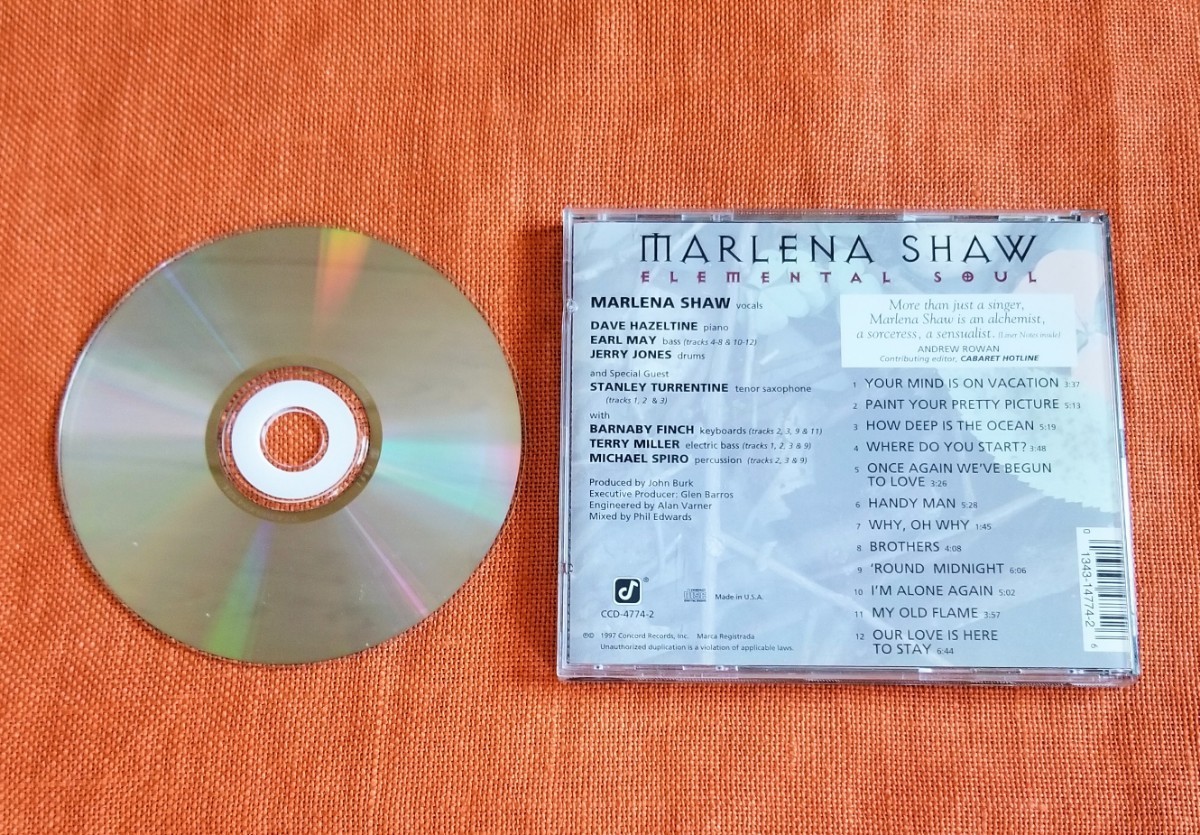 MARLENA SHAW
ELEMENTAL SOUL
MARLENA SHAW vocals
DAVE HAZELTINE piano
EARL MAY bass (tracks 4-8 & 10-12)
JERRY JONES drums
and Special Guest
STANLEY TURRENTINE tenor saxophone
(tracks 1, 2 & 3)
with
BARNABY FINCH keyboards (tracks 2, 3, 9 & 11)
TERRY MILLER electric bass (tracks 1, 2, 3 & 9)
MICHAEL SPIRO percussion (tracks 2, 3 & 9)
Produced by John Burk
Executive Producer: Glen Barros
Engineered by Alan Varner
Mixed by Phil Edwards
®
CCD-4774-2
Made in U.S.A.
℗© 1997 Concord Records, Inc. Marca Registrada
Unauthorized duplication is a violation of applicable laws.
More than just a singer,
Marlena Shaw is an alchemist,
a sorceress, a sensualist. (Liner Notes inside)
ANDREW ROWAN
Contributing editor, CABARET HOTLINE
1 YOUR MIND IS ON VACATION 3:37
2 PAINT YOUR PRETTY PICTURE 5:13
3 HOW DEEP IS THE OCEAN 5:19
4 WHERE DO YOU START? 3:48
5 ONCE AGAIN WE'VE BEGUN
TO LOVE 3:26
6 HANDY MAN 5:28
7 WHY, OH WHY 1:45
8 BROTHERS 4:08
9 'ROUND MIDNIGHT 6:06
10 I'M ALONE AGAIN 5:02
11 MY OLD FLAME 3:57
12 OUR LOVE IS HERE
TO STAY 6:44
0 1343-14774-2 6